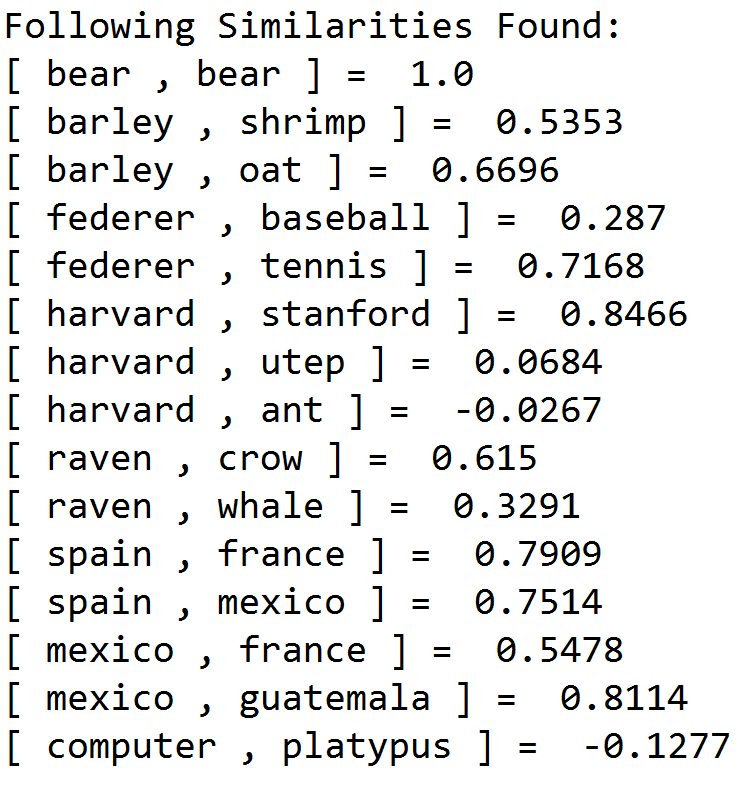 Following Similarities Found:
[ bear , bear ] =  1.0
[ barley , shrimp ] =  0.5353
[ barley , oat ] =  0.6696
[ federer , baseball ] =  0.287
[ federer , tennis ] =  0.7168
[ harvard , stanford ] =  0.8466
[ harvard , utep ] =  0.0684
[ harvard , ant ] =  -0.0267
[ raven , crow ] =  0.615
[ raven , whale ] =  0.3291
[ spain , france ] =  0.7909
[ spain , mexico ] =  0.7514
[ mexico , france ] =  0.5478
[ mexico , guatemala ] =  0.8114
[ computer , platypus ] =  -0.1277